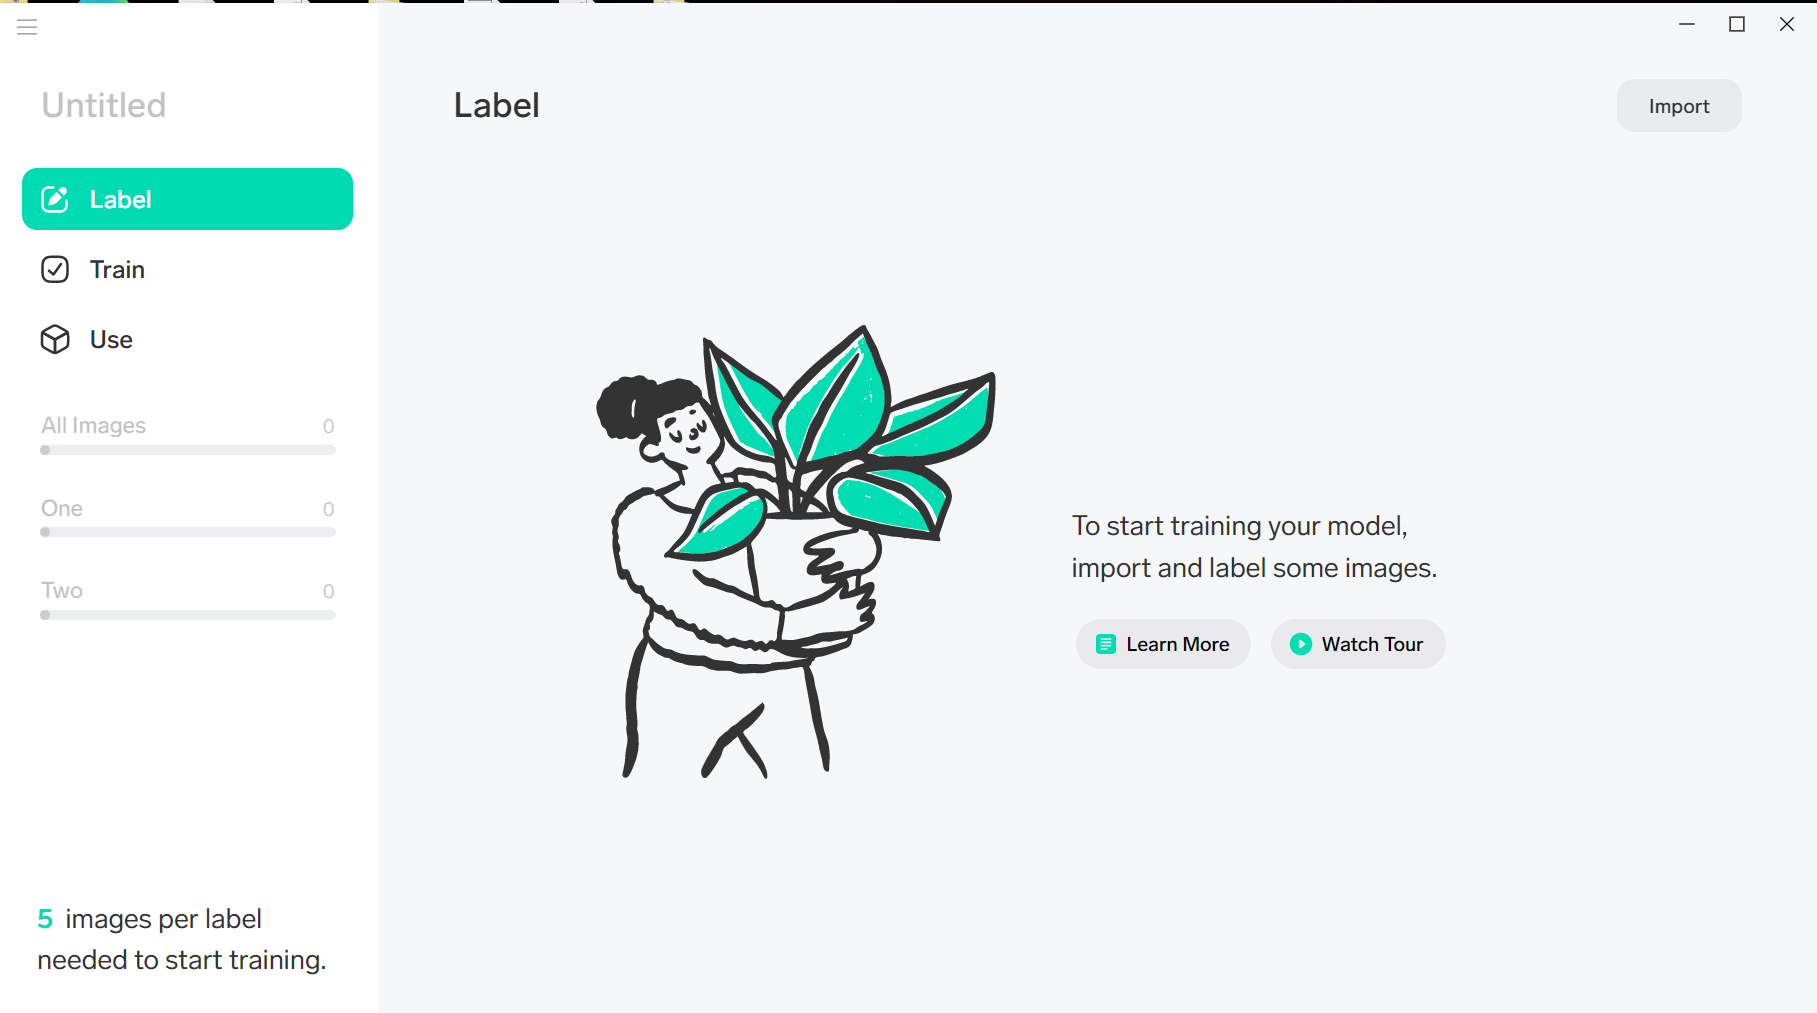 Untitled
Label
Train
Use
All Images 0
One 0
Two 0
5 images per label
needed to start training.
Label
Import
To start training your model,
import and label some images.
Learn More
Watch Tour